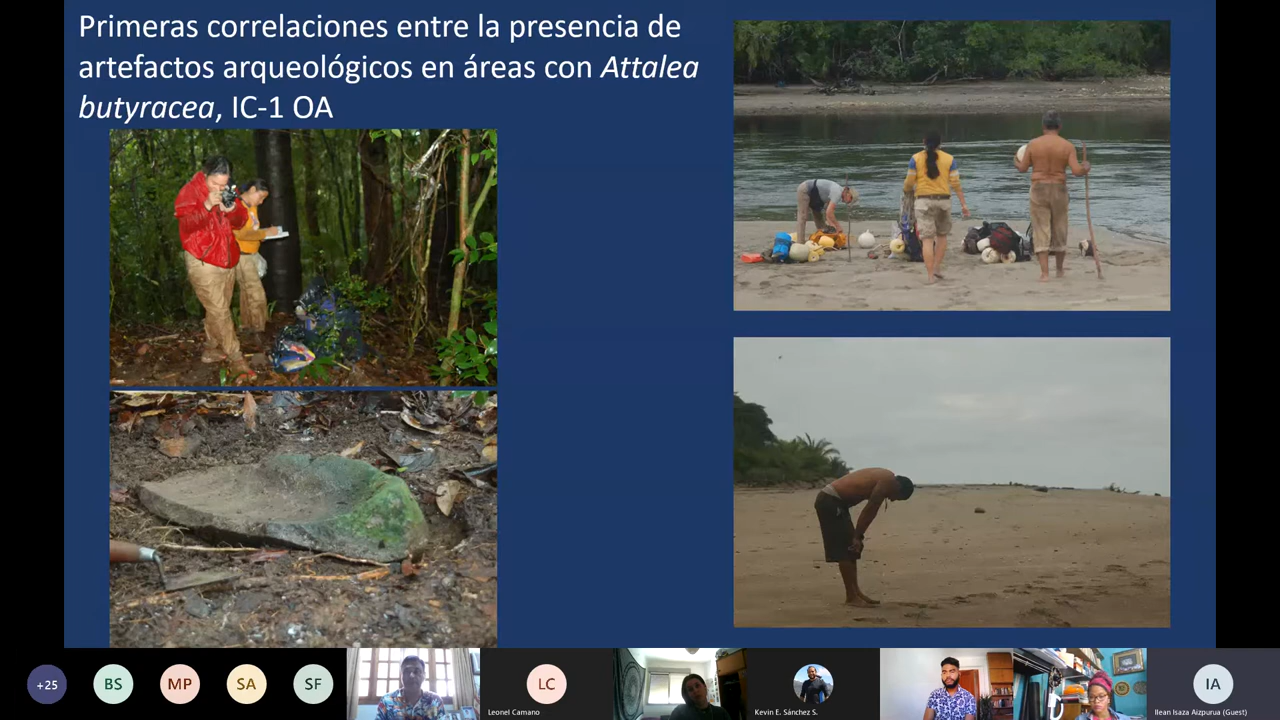 Primeras correlaciones entre la presencia de
artefactos arqueológicos en áreas con Attalea
butyracea, IC-1 OA
+25
BS
MP
SA
SF
LC
IA
Leonel Camano
Kevin E. Sánchez S.
Ilean Isaza Aizpurua (Guest)